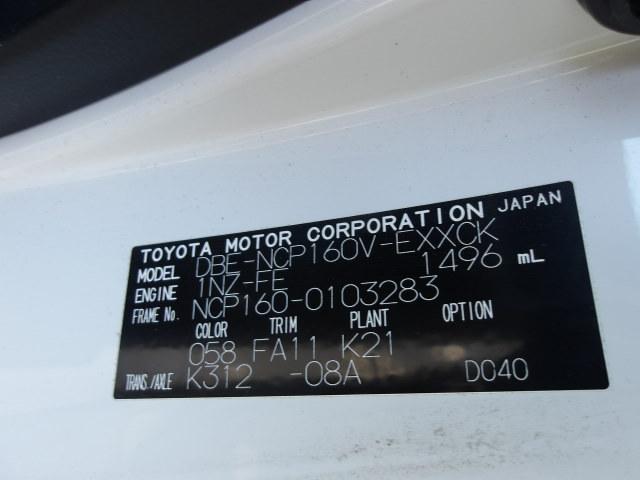 TOYOTA MOTOR CORPORATION JAPAN
MODEL DBE-NCP160V-EXXCK
ENGINE 1NZ-FE 1496 mL
FRAME No. NCP160-0103283
COLOR TRIM PLANT OPTION
058 FA11 K21
TRANS./AXLE K312 -08A D040